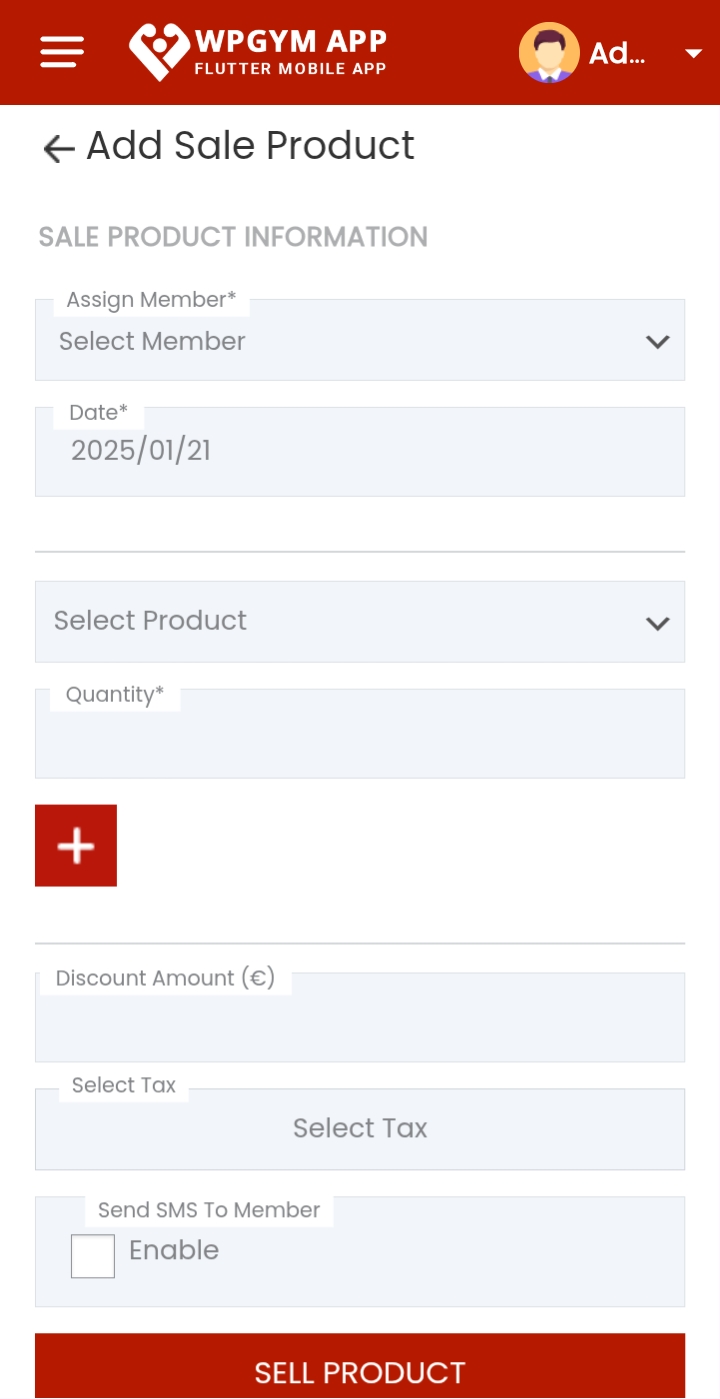 WPGYM APP
FLUTTER MOBILE APP
Ad...
Add Sale Product
SALE PRODUCT INFORMATION
Assign Member*
Select Member
Date*
2025/01/21
Select Product
Quantity*
Discount Amount (€)
Select Tax
Select Tax
Send SMS To Member
Enable
SELL PRODUCT